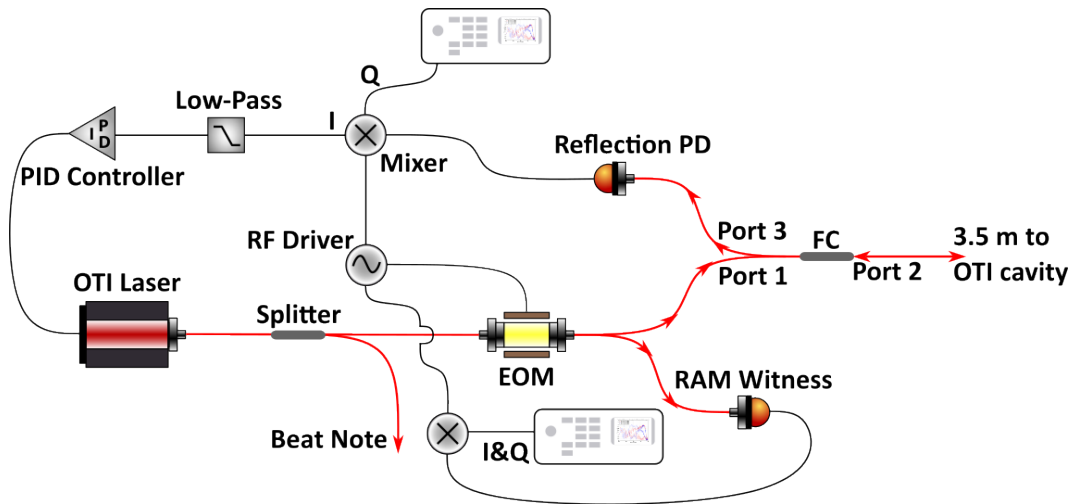 Q
Low-Pass
I
Mixer
I P D
PID Controller
Reflection PD
RF Driver
Port 3
FC
3.5 m to
OTI cavity
Port 1
Port 2
OTI Laser
Splitter
EOM
RAM Witness
Beat Note
I&Q